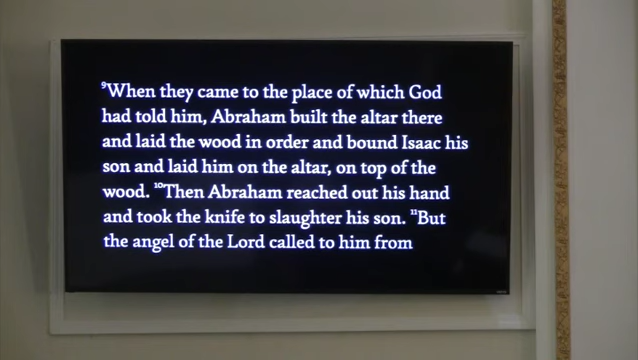 ⁹When they came to the place of which God
had told him, Abraham built the altar there
and laid the wood in order and bound Isaac his
son and laid him on the altar, on top of the
wood. ¹⁰Then Abraham reached out his hand
and took the knife to slaughter his son. ¹¹But
the angel of the Lord called to him from